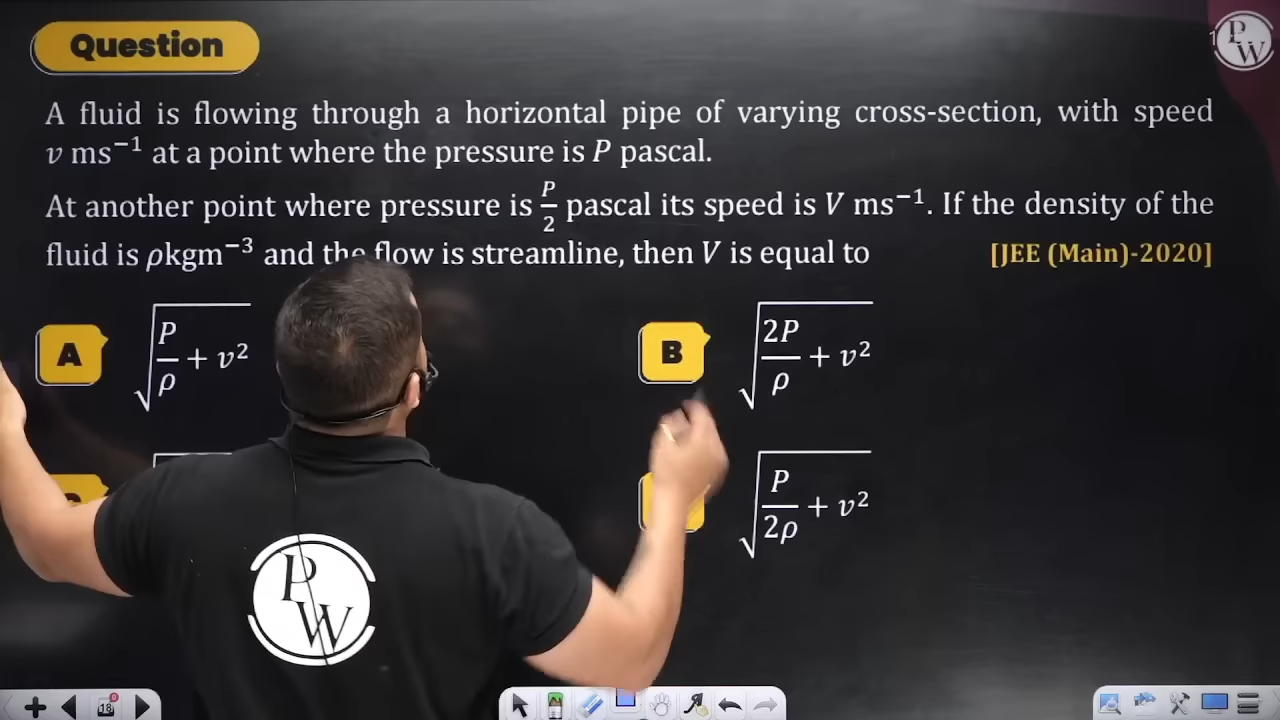 Question
A fluid is flowing through a horizontal pipe of varying cross-section, with speed
v ms⁻¹ at a point where the pressure is P pascal.
At another point where pressure is P/2 pascal its speed is V ms⁻¹. If the density of the
fluid is ρkgm⁻³ and the flow is streamline, then V is equal to [JEE (Main)-2020]
A √(P/ρ + v²)
B √(2P/ρ + v²)
√(P/2ρ + v²)
P W
P W
18